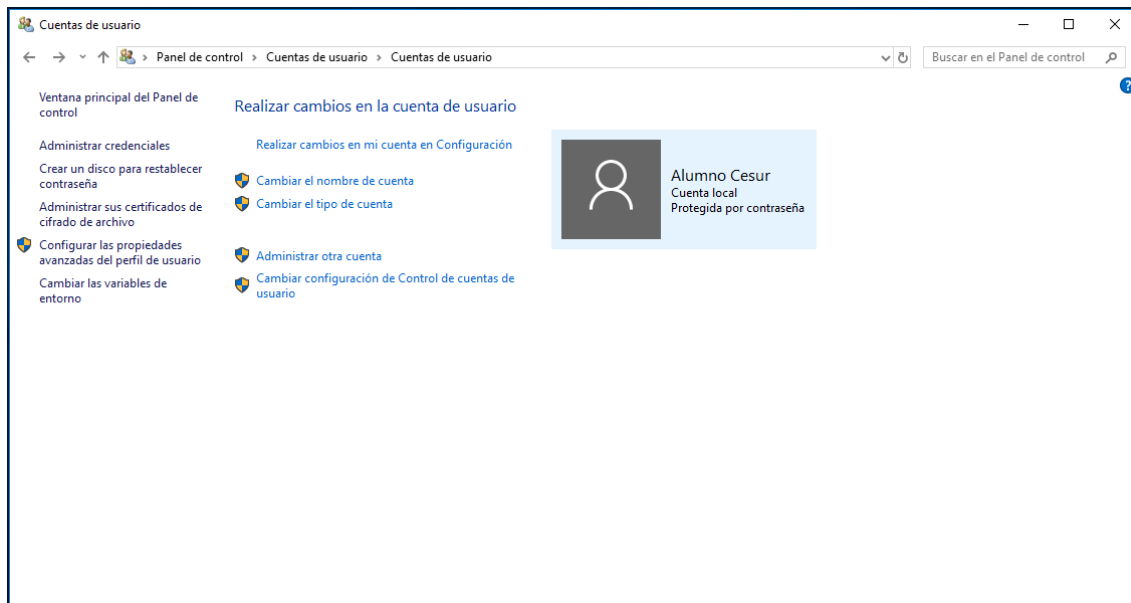 Cuentas de usuario
Panel de control > Cuentas de usuario > Cuentas de usuario
Buscar en el Panel de control
?
Ventana principal del Panel de
control
Administrar credenciales
Crear un disco para restablecer
contraseña
Administrar sus certificados de
cifrado de archivo
Configurar las propiedades
avanzadas del perfil de usuario
Cambiar las variables de
entorno
Realizar cambios en la cuenta de usuario
Realizar cambios en mi cuenta en Configuración
Cambiar el nombre de cuenta
Cambiar el tipo de cuenta
Administrar otra cuenta
Cambiar configuración de Control de cuentas de
usuario
Alumno Cesur
Cuenta local
Protegida por contraseña